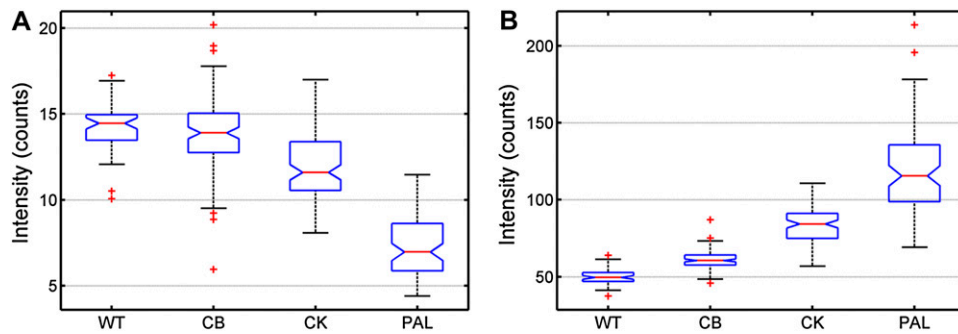 A
Intensity (counts)
20
15
10
5
WT CB CK PAL
B
Intensity (counts)
200
150
100
50
WT CB CK PAL